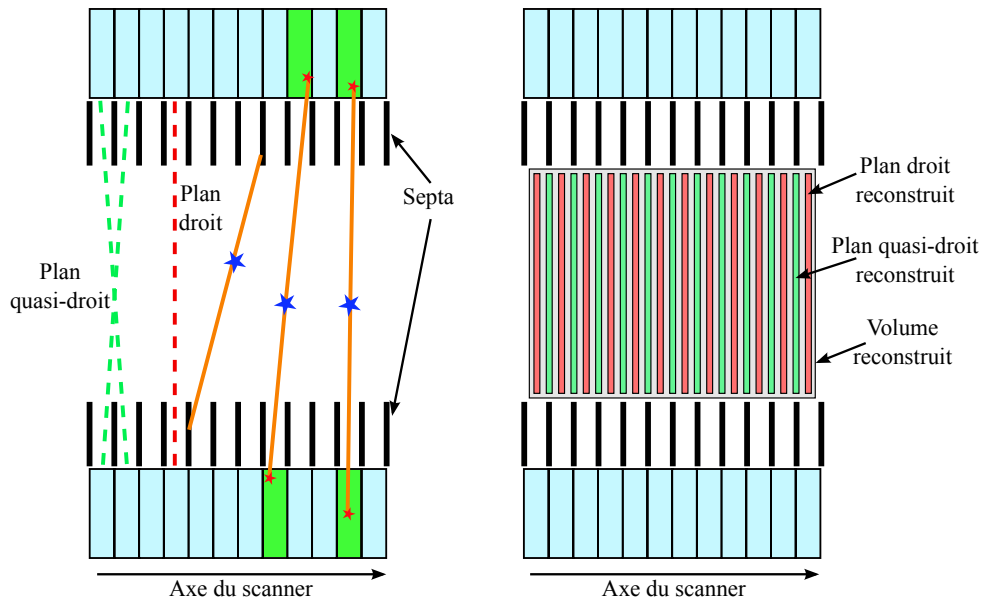 Plan
droit
Septa
Plan
quasi-droit
Axe du scanner
Plan droit
reconstruit
Plan quasi-droit
reconstruit
Volume
reconstruit
Axe du scanner